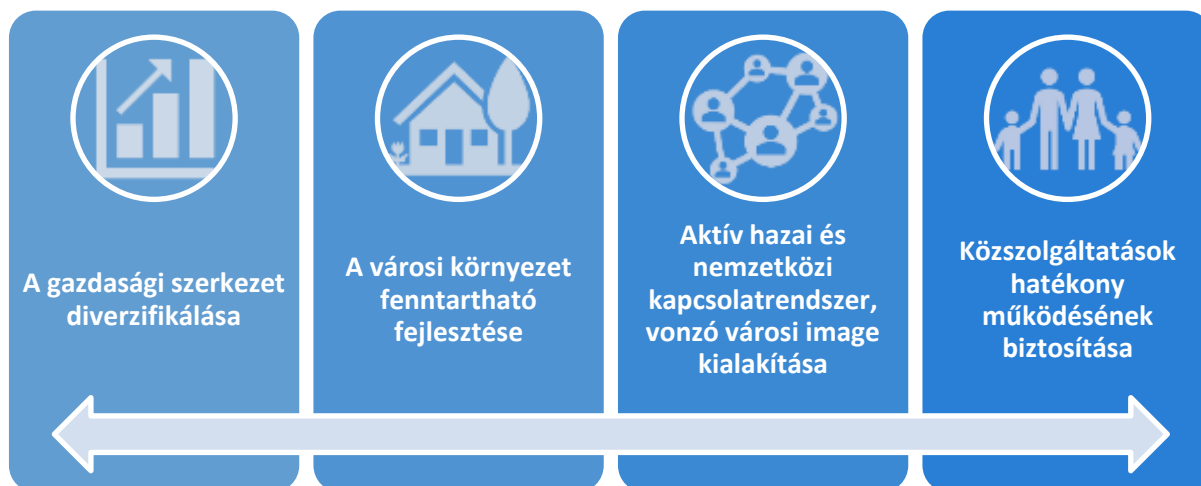 A gazdasági szerkezet
diverzifikálása
A városi környezet
fenntartható
fejlesztése
Aktív hazai és
nemzetközi
kapcsolatrendszer,
vonzó városi image
kialakítása
Közszolgáltatások
hatékony
működésének
biztosítása